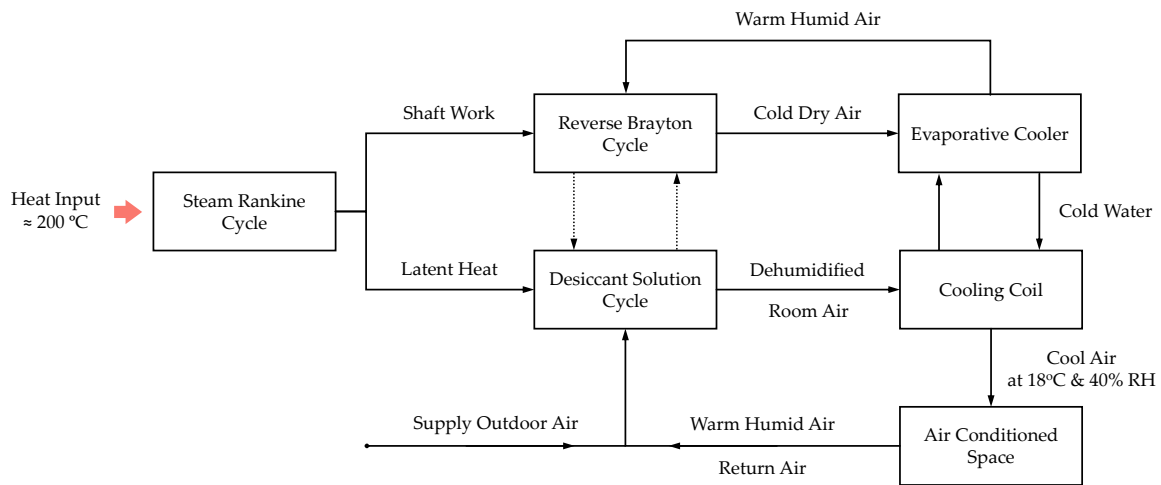 Warm Humid Air
Shaft Work
Reverse Brayton
Cycle
Cold Dry Air
Evaporative Cooler
Heat Input
≈ 200 ºC
Steam Rankine
Cycle
Cold Water
Latent Heat
Desiccant Solution
Cycle
Dehumidified
Room Air
Cooling Coil
Cool Air
at 18ºC & 40% RH
Supply Outdoor Air
Warm Humid Air
Return Air
Air Conditioned
Space